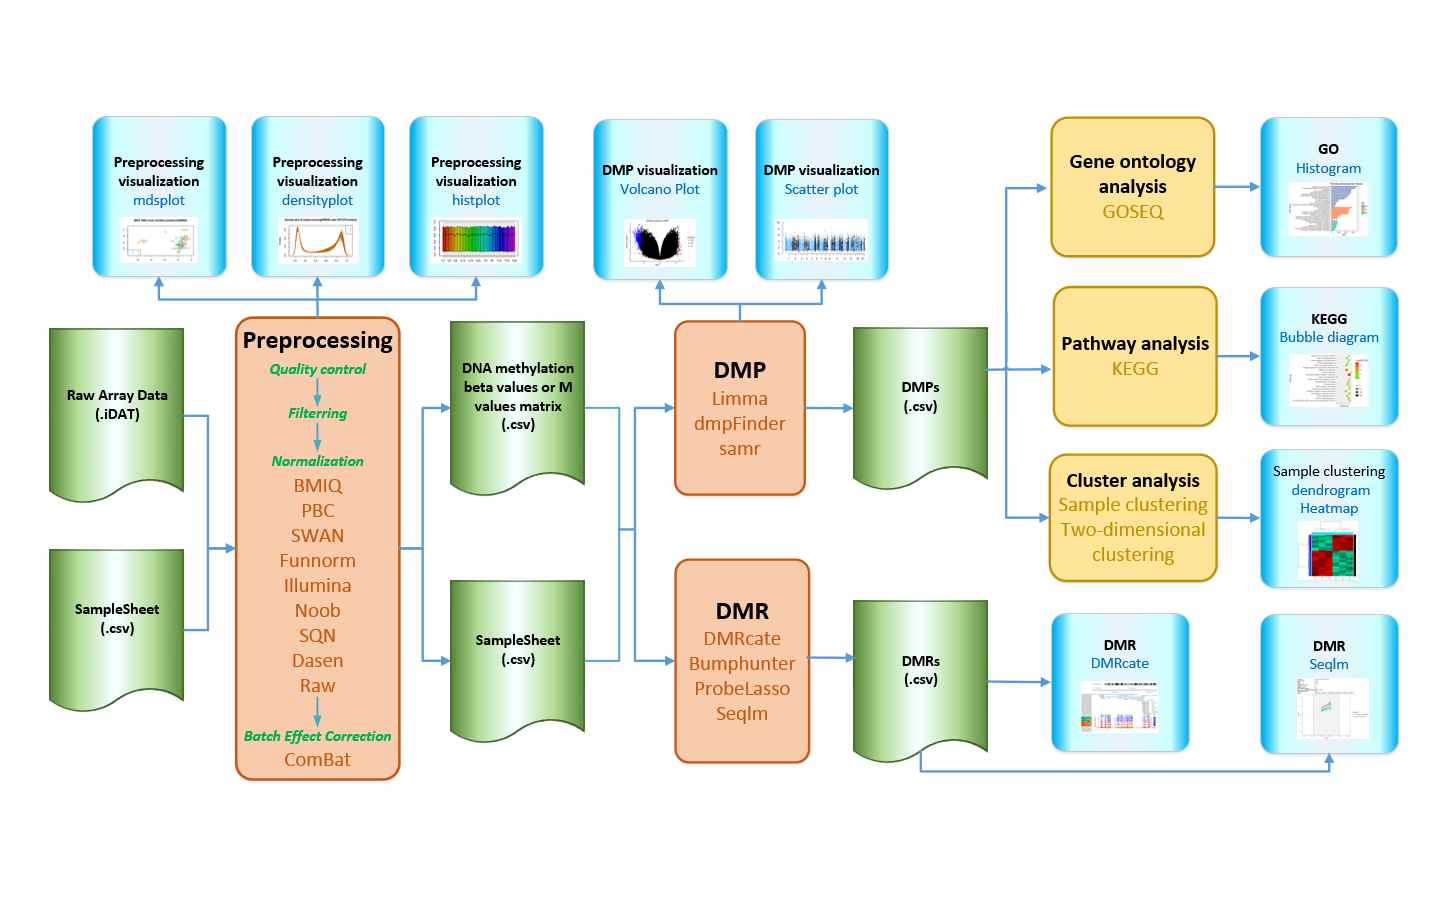 Preprocessing
visualization
mdsplot
Preprocessing
visualization
densityplot
Preprocessing
visualization
histplot
DMP visualization
Volcano Plot
DMP visualization
Scatter plot
Gene ontology
analysis
GOSEQ
GO
Histogram
Raw Array Data
(.iDAT)
SampleSheet
(.csv)
Preprocessing
Quality control
Filterring
Normalization
BMIQ
PBC
SWAN
Funnorm
Illumina
Noob
SQN
Dasen
Raw
Batch Effect Correction
ComBat
DNA methylation
beta values or M
values matrix
(.csv)
SampleSheet
(.csv)
DMP
Limma
dmpFinder
samr
DMR
DMRcate
Bumphunter
ProbeLasso
Seqlm
DMPs
(.csv)
DMRs
(.csv)
Pathway analysis
KEGG
KEGG
Bubble diagram
Cluster analysis
Sample clustering
Two-dimensional
clustering
Sample clustering
dendrogram
Heatmap
DMR
DMRcate
DMR
Seqlm